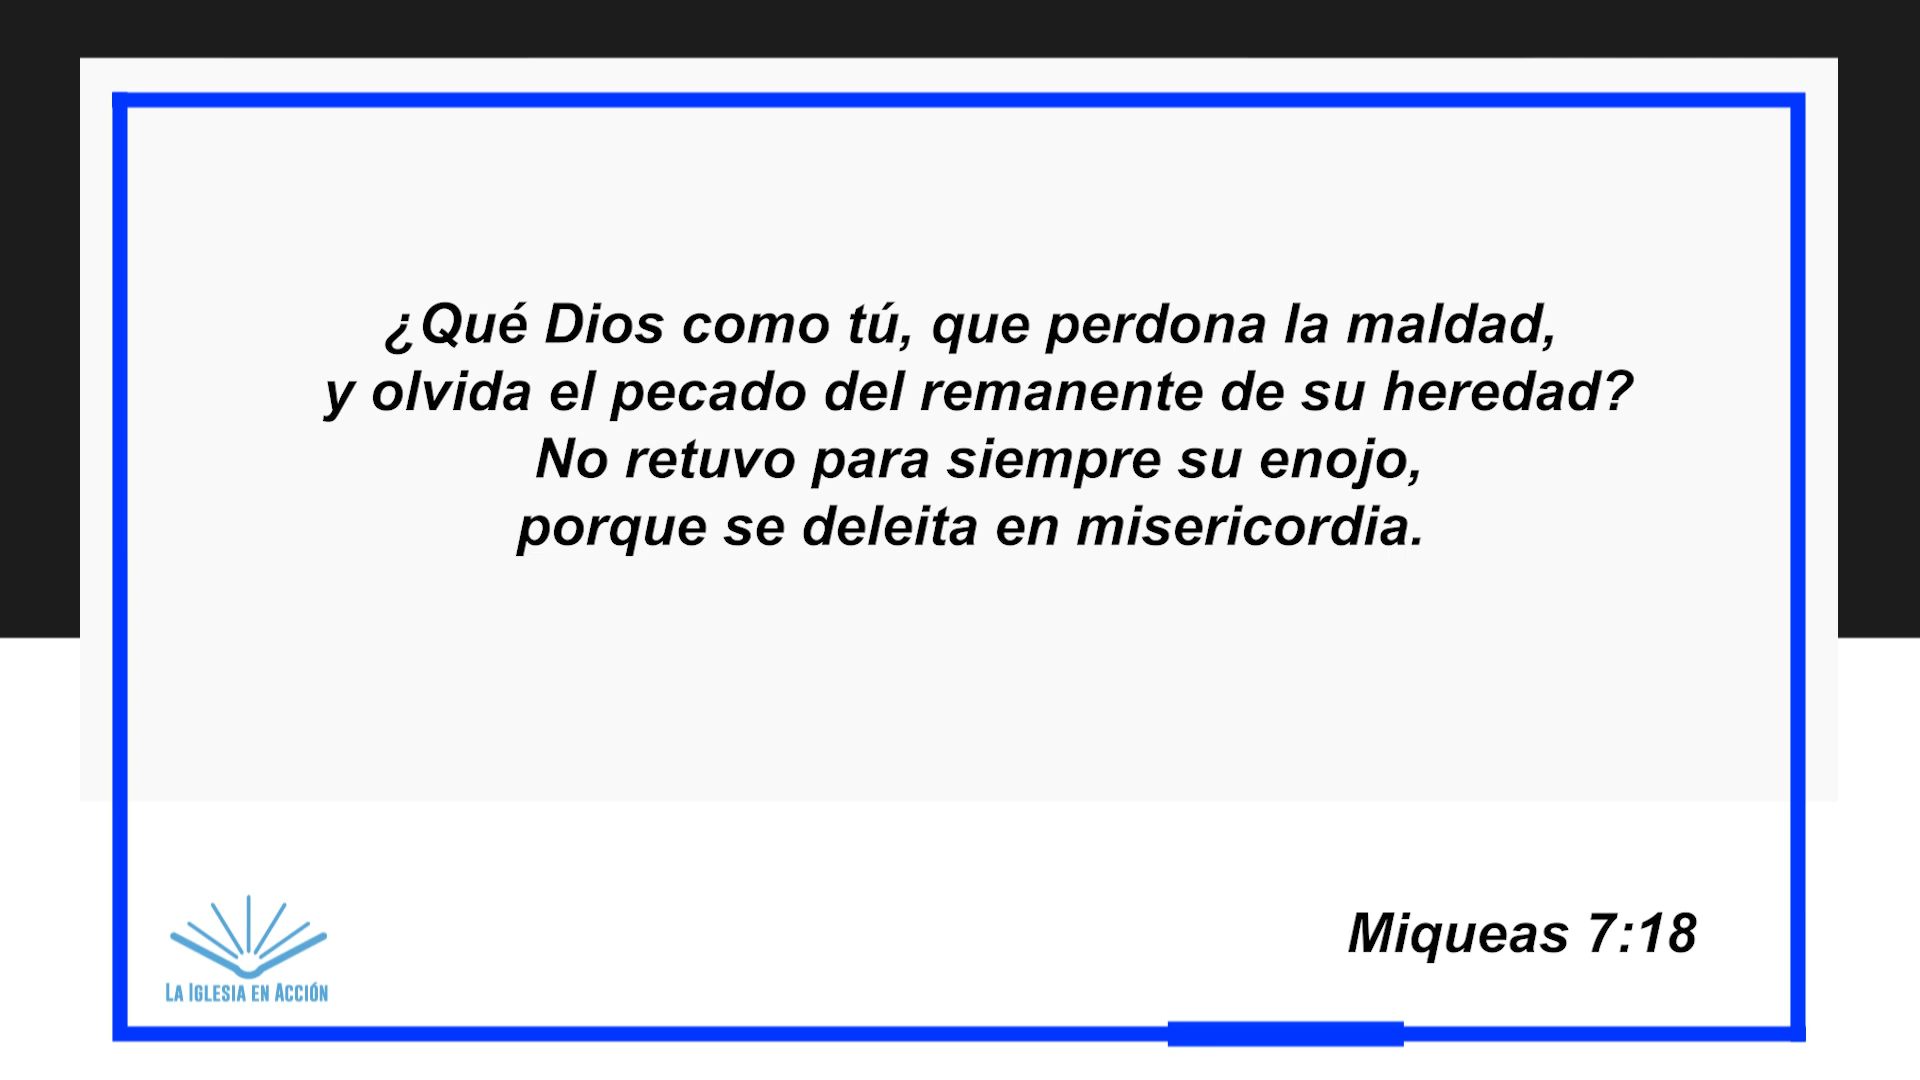 ¿Qué Dios como tú, que perdona la maldad,
y olvida el pecado del remanente de su heredad?
No retuvo para siempre su enojo,
porque se deleita en misericordia.
Miqueas 7:18
LA IGLESIA EN ACCIÓN